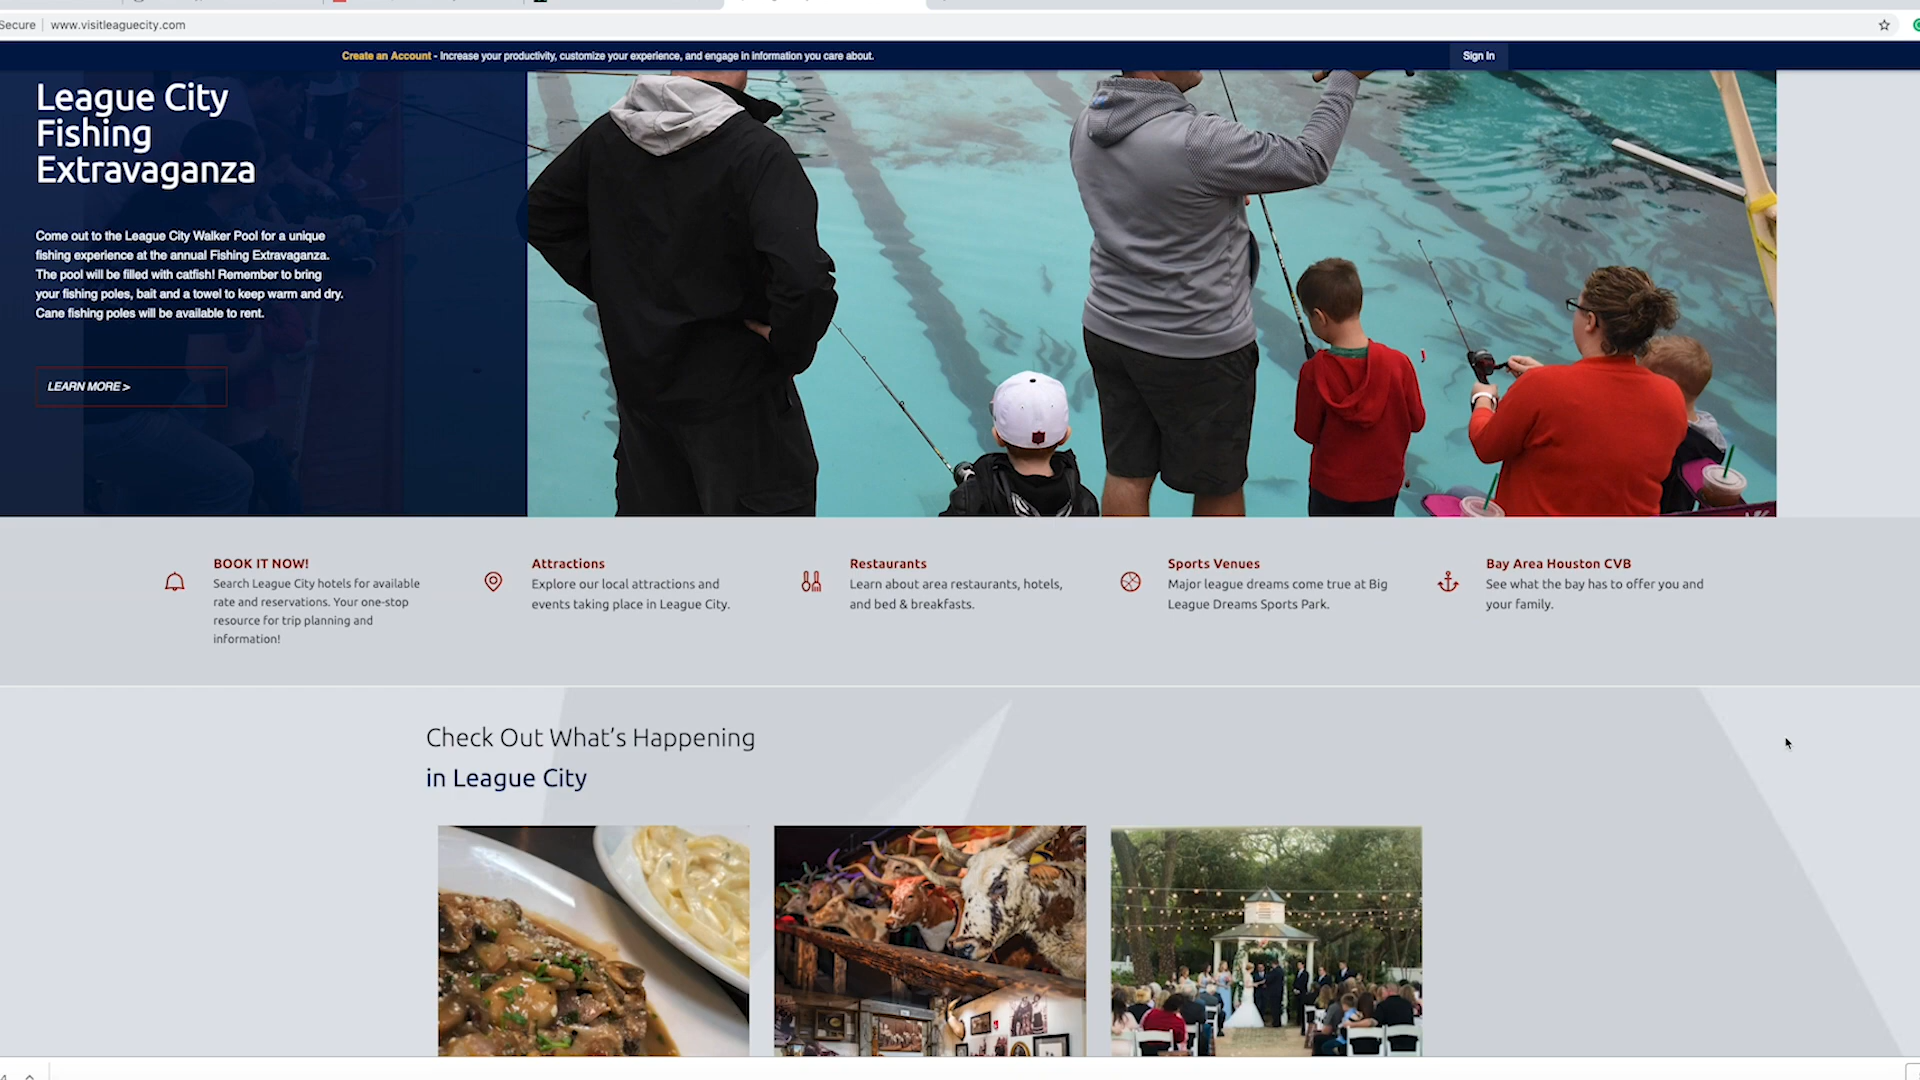 Secure www.visitleaguecity.com
Create an Account - Increase your productivity, customize your experience, and engage in information you care about.
Sign In
League City
Fishing
Extravaganza
Come out to the League City Walker Pool for a unique
fishing experience at the annual Fishing Extravaganza.
The pool will be filled with catfish! Remember to bring
your fishing poles, bait and a towel to keep warm and dry.
Cane fishing poles will be available to rent.
LEARN MORE >
BOOK IT NOW!
Search League City hotels for available
rate and reservations. Your one-stop
resource for trip planning and
information!
Attractions
Explore our local attractions and
events taking place in League City.
Restaurants
Learn about area restaurants, hotels,
and bed & breakfasts.
Sports Venues
Major league dreams come true at Big
League Dreams Sports Park.
Bay Area Houston CVB
See what the bay has to offer you and
your family.
Check Out What's Happening
in League City